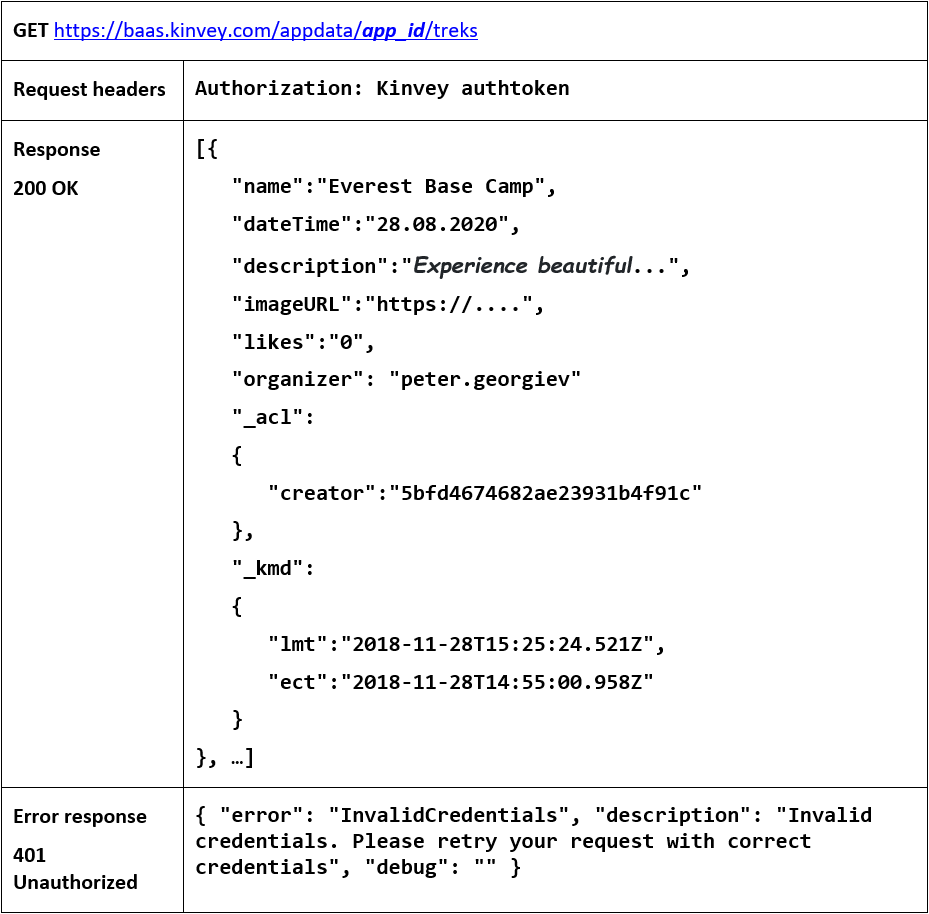 GET https://baas.kinvey.com/appdata/app_id/treks
Request headers
Authorization: Kinvey authtoken
Response
200 OK
[{
"name":"Everest Base Camp",
"dateTime":"28.08.2020",
"description":"Experience beautiful...",
"imageURL":"https://....",
"likes":"0",
"organizer": "peter.georgiev"
"_acl":
{
"creator":"5bfd4674682ae23931b4f91c"
},
"_kmd":
{
"lmt":"2018-11-28T15:25:24.521Z",
"ect":"2018-11-28T14:55:00.958Z"
}
}, …]
Error response
401
Unauthorized
{ "error": "InvalidCredentials", "description": "Invalid
credentials. Please retry your request with correct
credentials", "debug": "" }